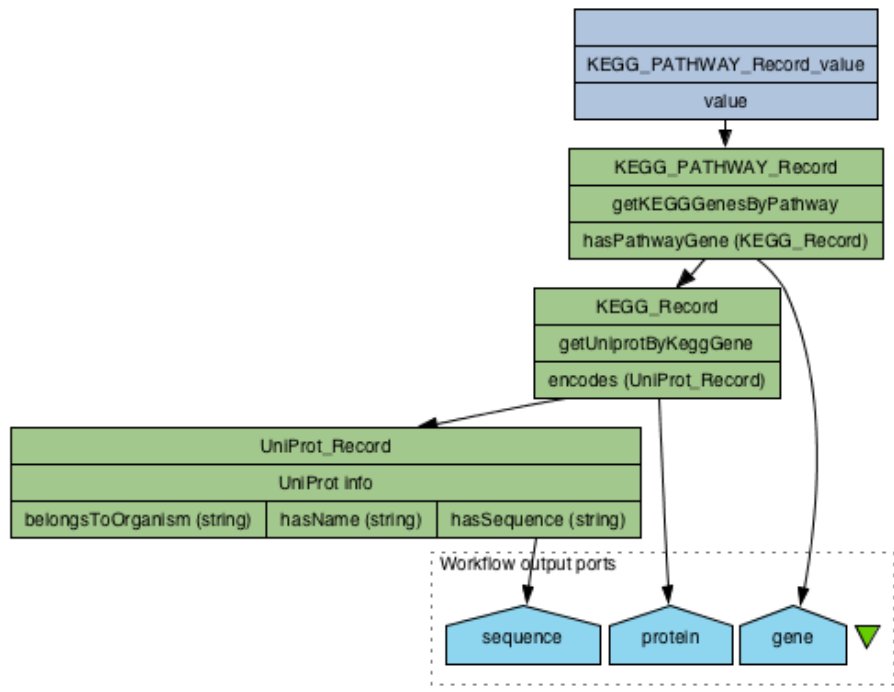 KEGG_PATHWAY_Record_value
value
KEGG_PATHWAY_Record
getKEGGGenesByPathway
hasPathwayGene (KEGG_Record)
KEGG_Record
getUniprotByKeggGene
encodes (UniProt_Record)
UniProt_Record
UniProt info
belongsToOrganism (string) hasName (string) hasSequence (string)
Workflow output ports
sequence protein gene